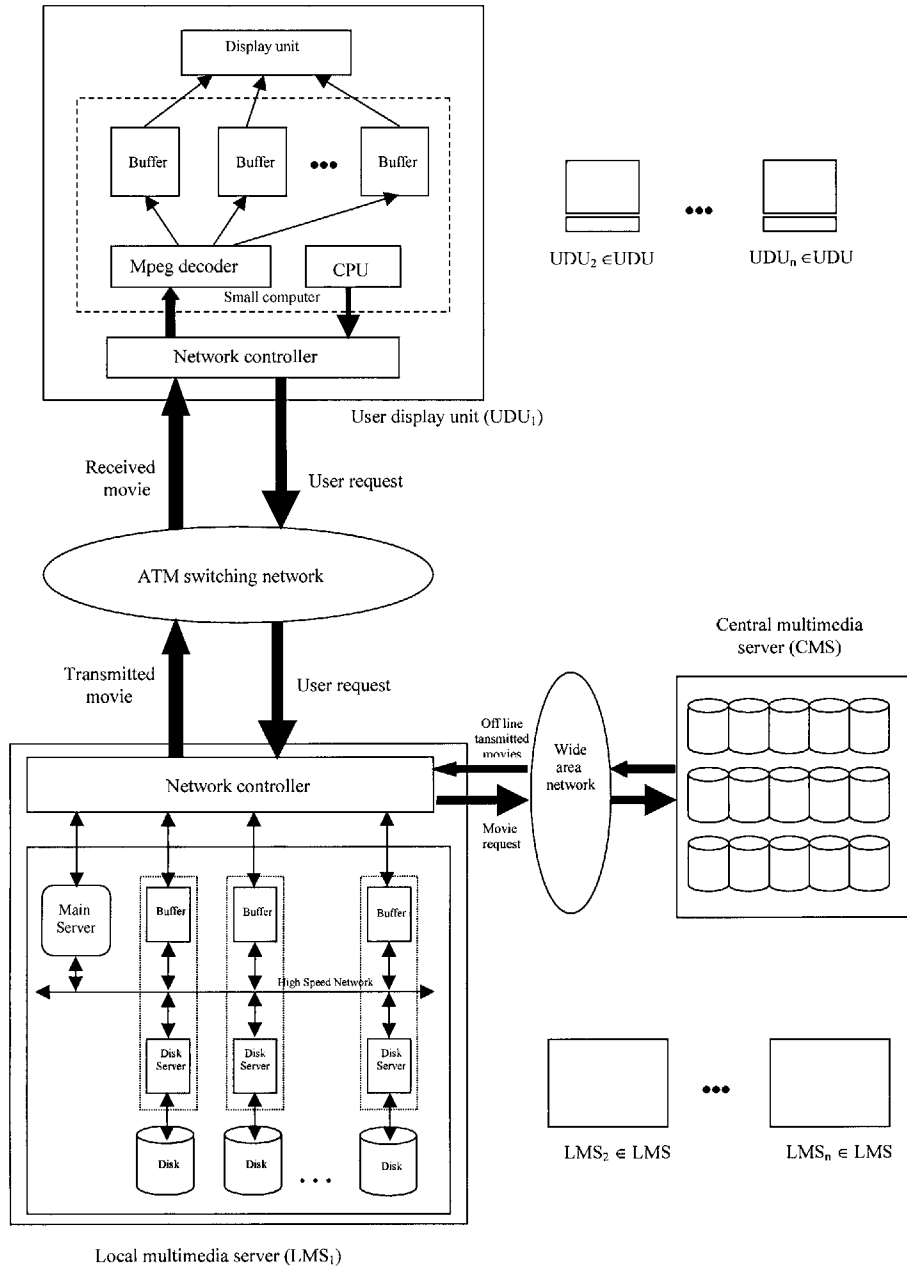 Display unit
Buffer
Buffer
Buffer
Mpeg decoder
CPU
Small computer
Network controller
User display unit (UDU₁)
UDU₂ ∈UDU
UDUₙ ∈UDU
Received
movie
User request
ATM switching network
Transmitted
movie
User request
Central multimedia
server (CMS)
Off line
tansmitted
movies
Wide
area
network
Movie
request
Network controller
Main
Server
Buffer
Buffer
Buffer
High Speed Network
Disk
Server
Disk
Server
Disk
Server
Disk
Disk
Disk
LMS₂ ∈ LMS
LMSₙ ∈ LMS
Local multimedia server (LMS₁)